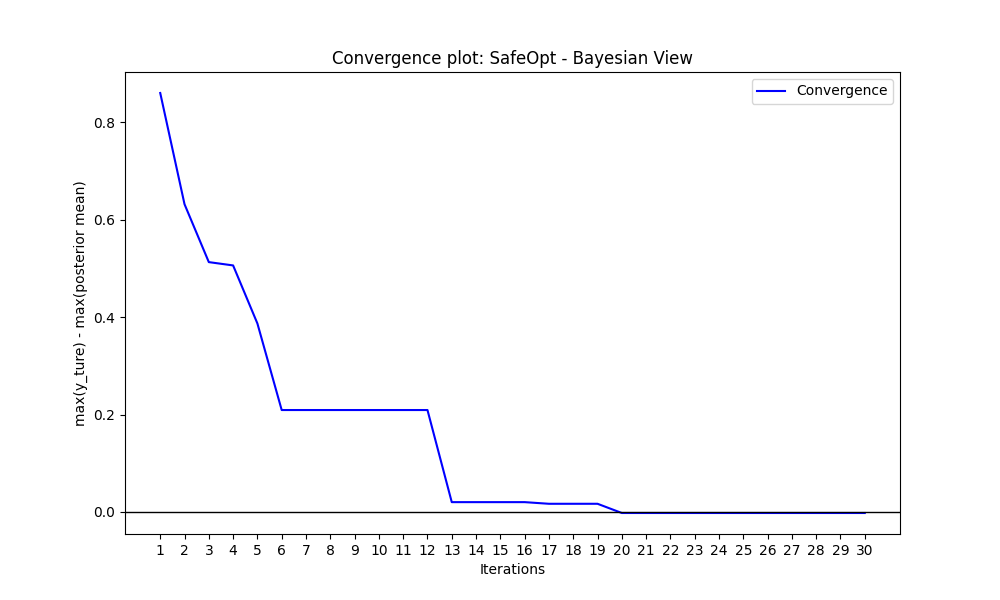 Convergence plot: SafeOpt - Bayesian View
Convergence
max(y_ture) - max(posterior mean)
0.8
0.6
0.4
0.2
0.0
1 2 3 4 5 6 7 8 9 10 11 12 13 14 15 16 17 18 19 20 21 22 23 24 25 26 27 28 29 30
Iterations